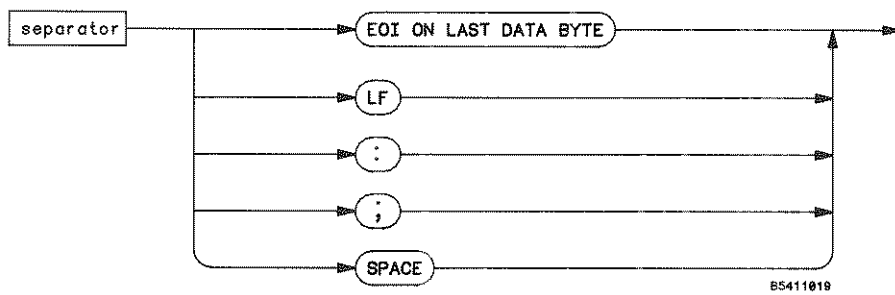 separator
EOI ON LAST DATA BYTE
LF
:
;
SPACE
B5411019